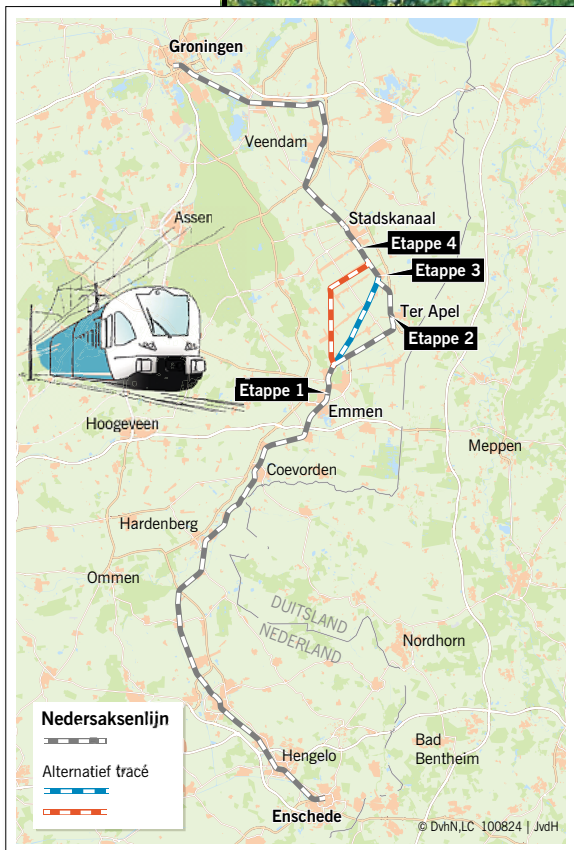 Groningen
Veendam
Assen
Stadskanaal
Etappe 4
Etappe 3
Ter Apel
Etappe 2
Etappe 1
Emmen
Hoogeveen
Meppen
Coevorden
Hardenberg
Ommen
DUITSLAND
NEDERLAND
Nordhorn
Nedersaksenlijn
Alternatief tracé
Hengelo
Bad
Bentheim
Enschede
© DvhN,LC 100824 | JvdH